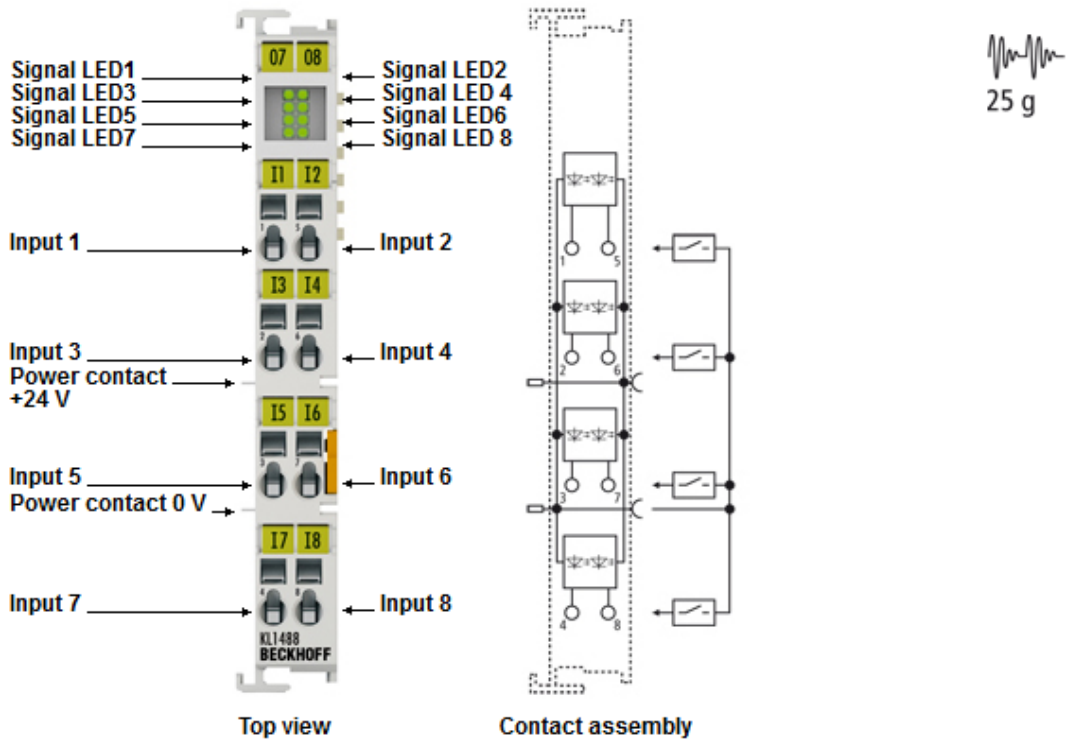 07 08
Signal LED1
Signal LED2
Signal LED3
Signal LED 4
Signal LED5
Signal LED6
Signal LED7
Signal LED 8
25 g
I1 I2
1 5
Input 1
Input 2
1 5
I3 I4
2 6
Input 3
Input 4
2 6
Power contact
+24 V
I5 I6
3 7
Input 5
Input 6
3 7
Power contact 0 V
I7 I8
4 8
Input 7
Input 8
4 8
KL1488
BECKHOFF
Top view
Contact assembly